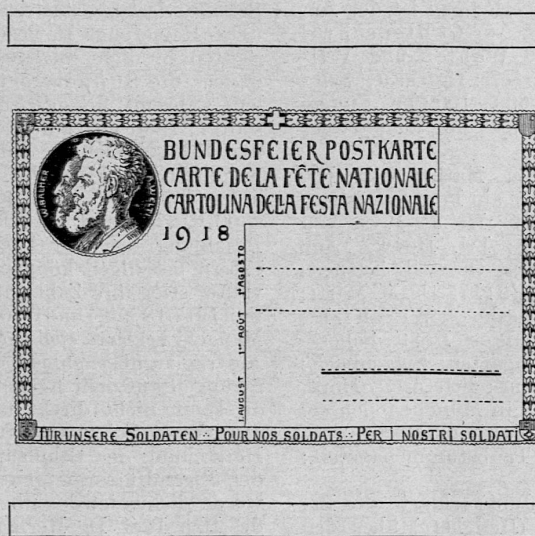 BUNDESFEIER POSTKARTE
CARTE DE LA FÊTE NATIONALE
CARTOLINA DELLA FESTA NAZIONALE
1918
1.AUGUST 1ER AOÛT 1°AGOSTO
FÜR UNSERE SOLDATEN · POUR NOS SOLDATS · PER I NOSTRI SOLDATI